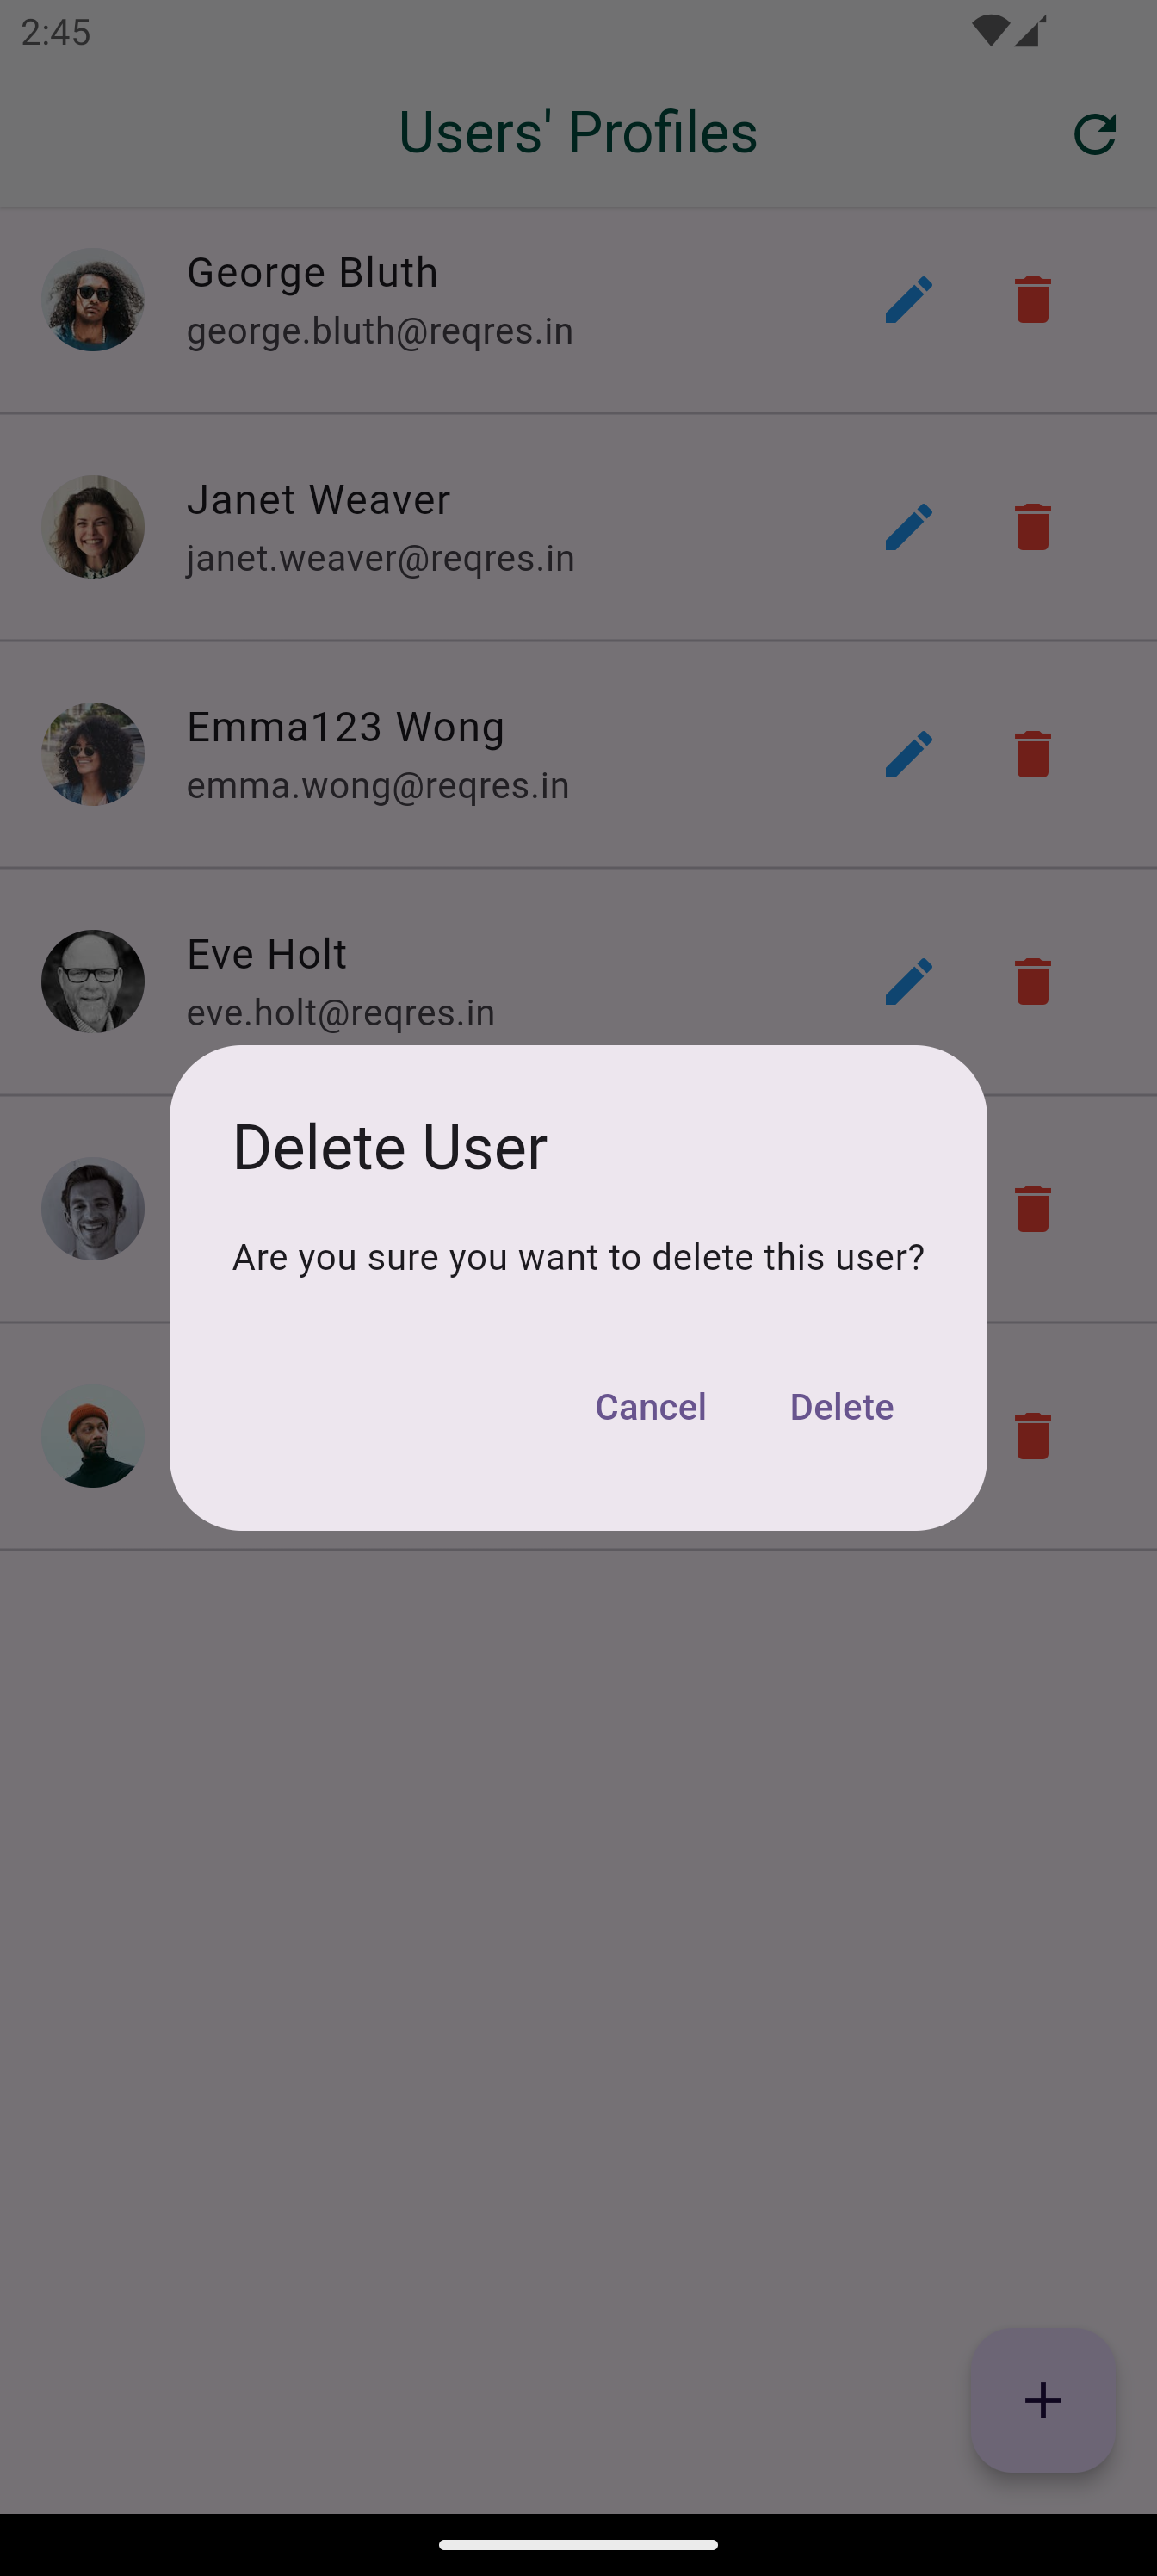 2:45
Users' Profiles
George Bluth
george.bluth@reqres.in
Janet Weaver
janet.weaver@reqres.in
Emma123 Wong
emma.wong@reqres.in
Eve Holt
eve.holt@reqres.in
Delete User
Are you sure you want to delete this user?
Cancel Delete